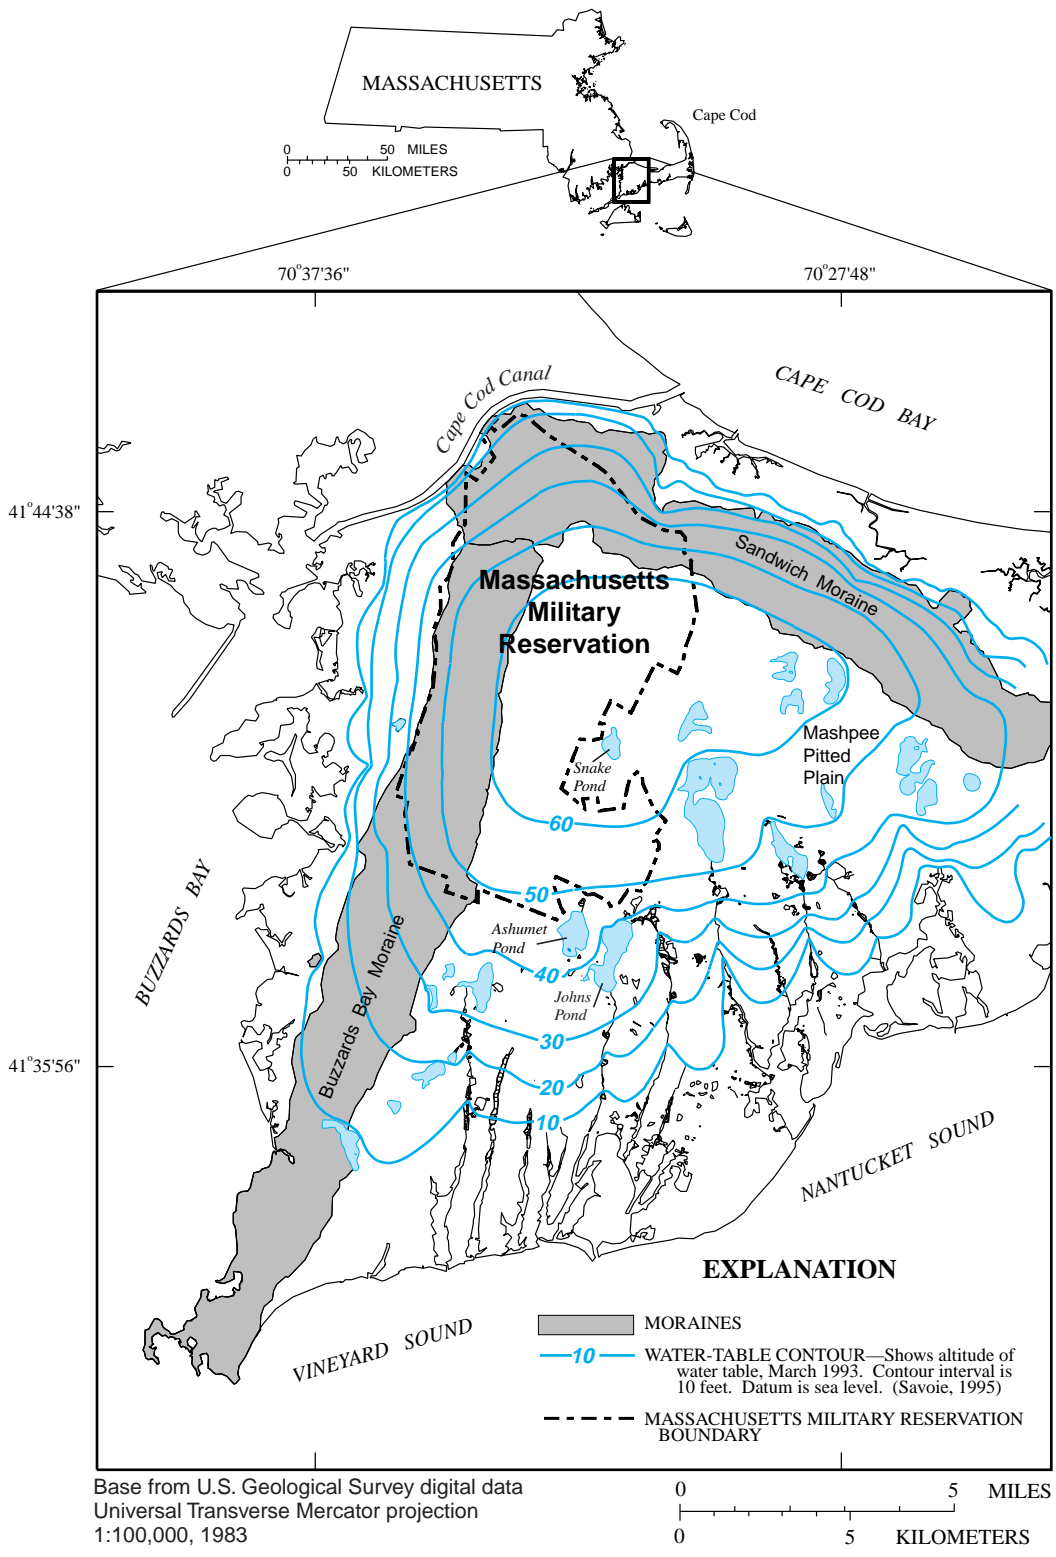 MASSACHUSETTS
Cape Cod
0 50 MILES
0 50 KILOMETERS
70°37'36" 70°27'48"
CAPE COD BAY
Cape Cod Canal
41°44'38"
Sandwich Moraine
Massachusetts
Military
Reservation
Mashpee
Pitted
Plain
Snake
Pond
60
50
BUZZARDS BAY
Buzzards Bay Moraine
Ashumet
Pond
40
Johns
Pond
30
41°35'56"
20
10
NANTUCKET SOUND
VINEYARD SOUND
EXPLANATION
MORAINES
10 WATER-TABLE CONTOUR—Shows altitude of
water table, March 1993. Contour interval is
10 feet. Datum is sea level. (Savoie, 1995)
MASSACHUSETTS MILITARY RESERVATION
BOUNDARY
Base from U.S. Geological Survey digital data
Universal Transverse Mercator projection
1:100,000, 1983
0 5 MILES
0 5 KILOMETERS